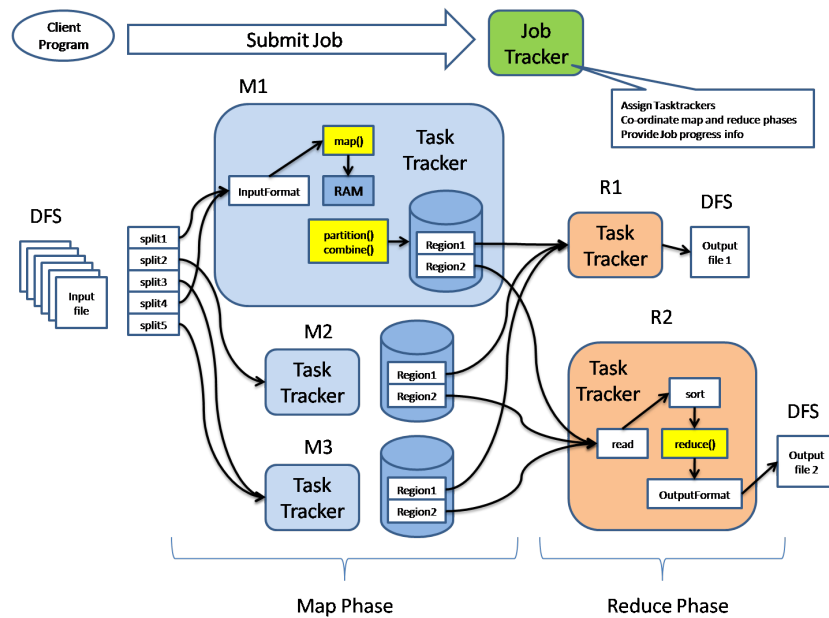 Client
Program
Submit Job
Job
Tracker
Assign Tasktrackers
Co-ordinate map and reduce phases
Provide Job progress info
M1
Task
Tracker
map()
InputFormat
RAM
partition()
combine()
Region1
Region2
DFS
Input
file
split1
split2
split3
split4
split5
M2
Task
Tracker
Region1
Region2
M3
Task
Tracker
Region1
Region2
R1
Task
Tracker
DFS
Output
file 1
R2
Task
Tracker
sort
read
reduce()
OutputFormat
DFS
Output
file 2
Map Phase
Reduce Phase